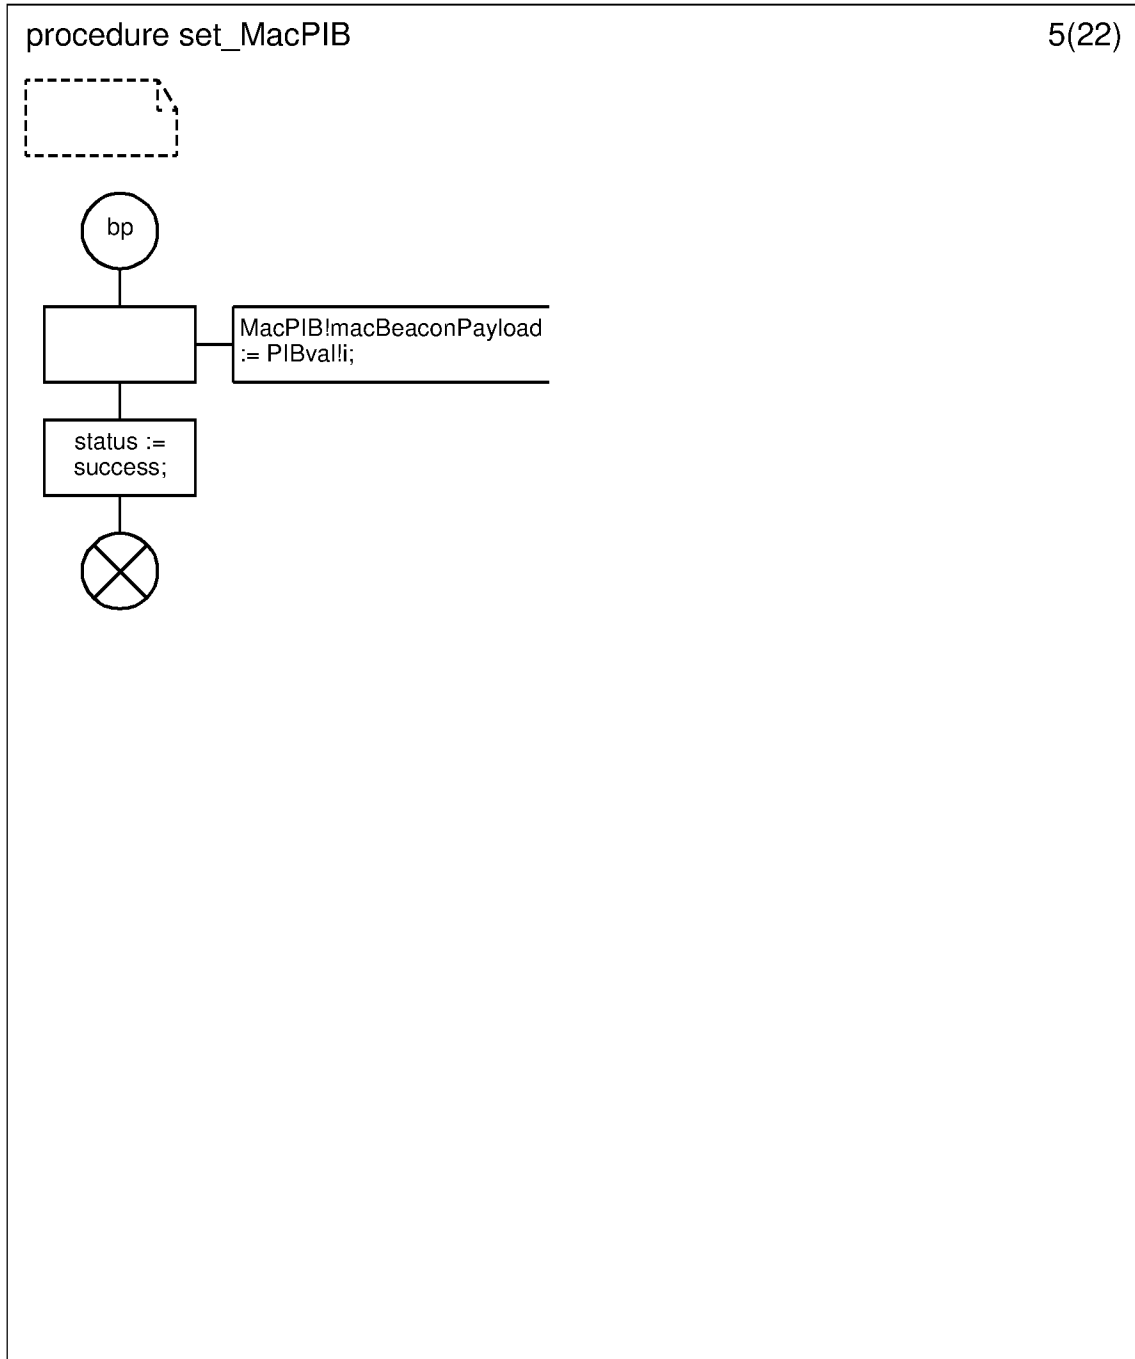 procedure set_MacPIB
5(22)
bp
MacPIB!macBeaconPayload
:= PIBval!i;
status :=
success;